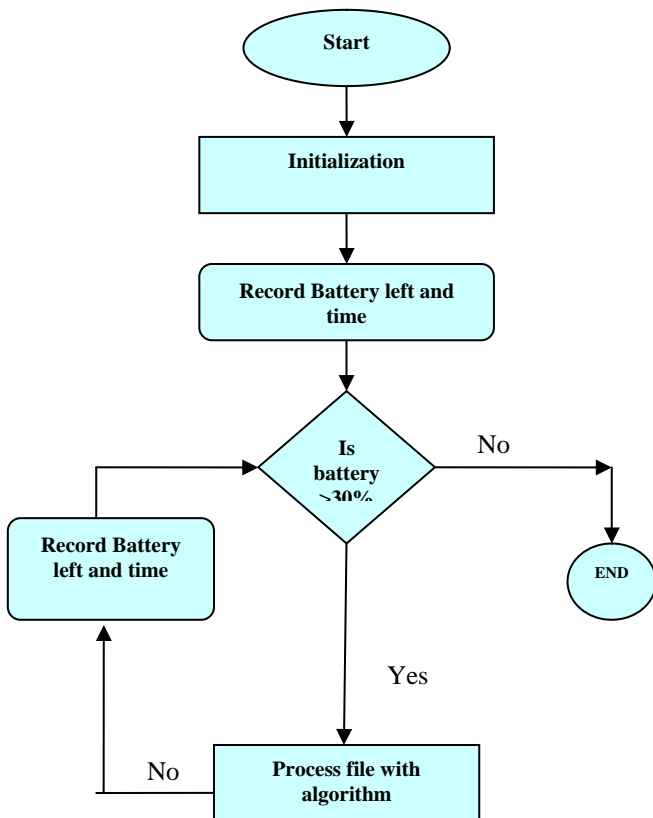 Start
Initialization
Record Battery left and
time
Is
battery
>30%
No
Record Battery
left and time
END
Yes
No
Process file with
algorithm